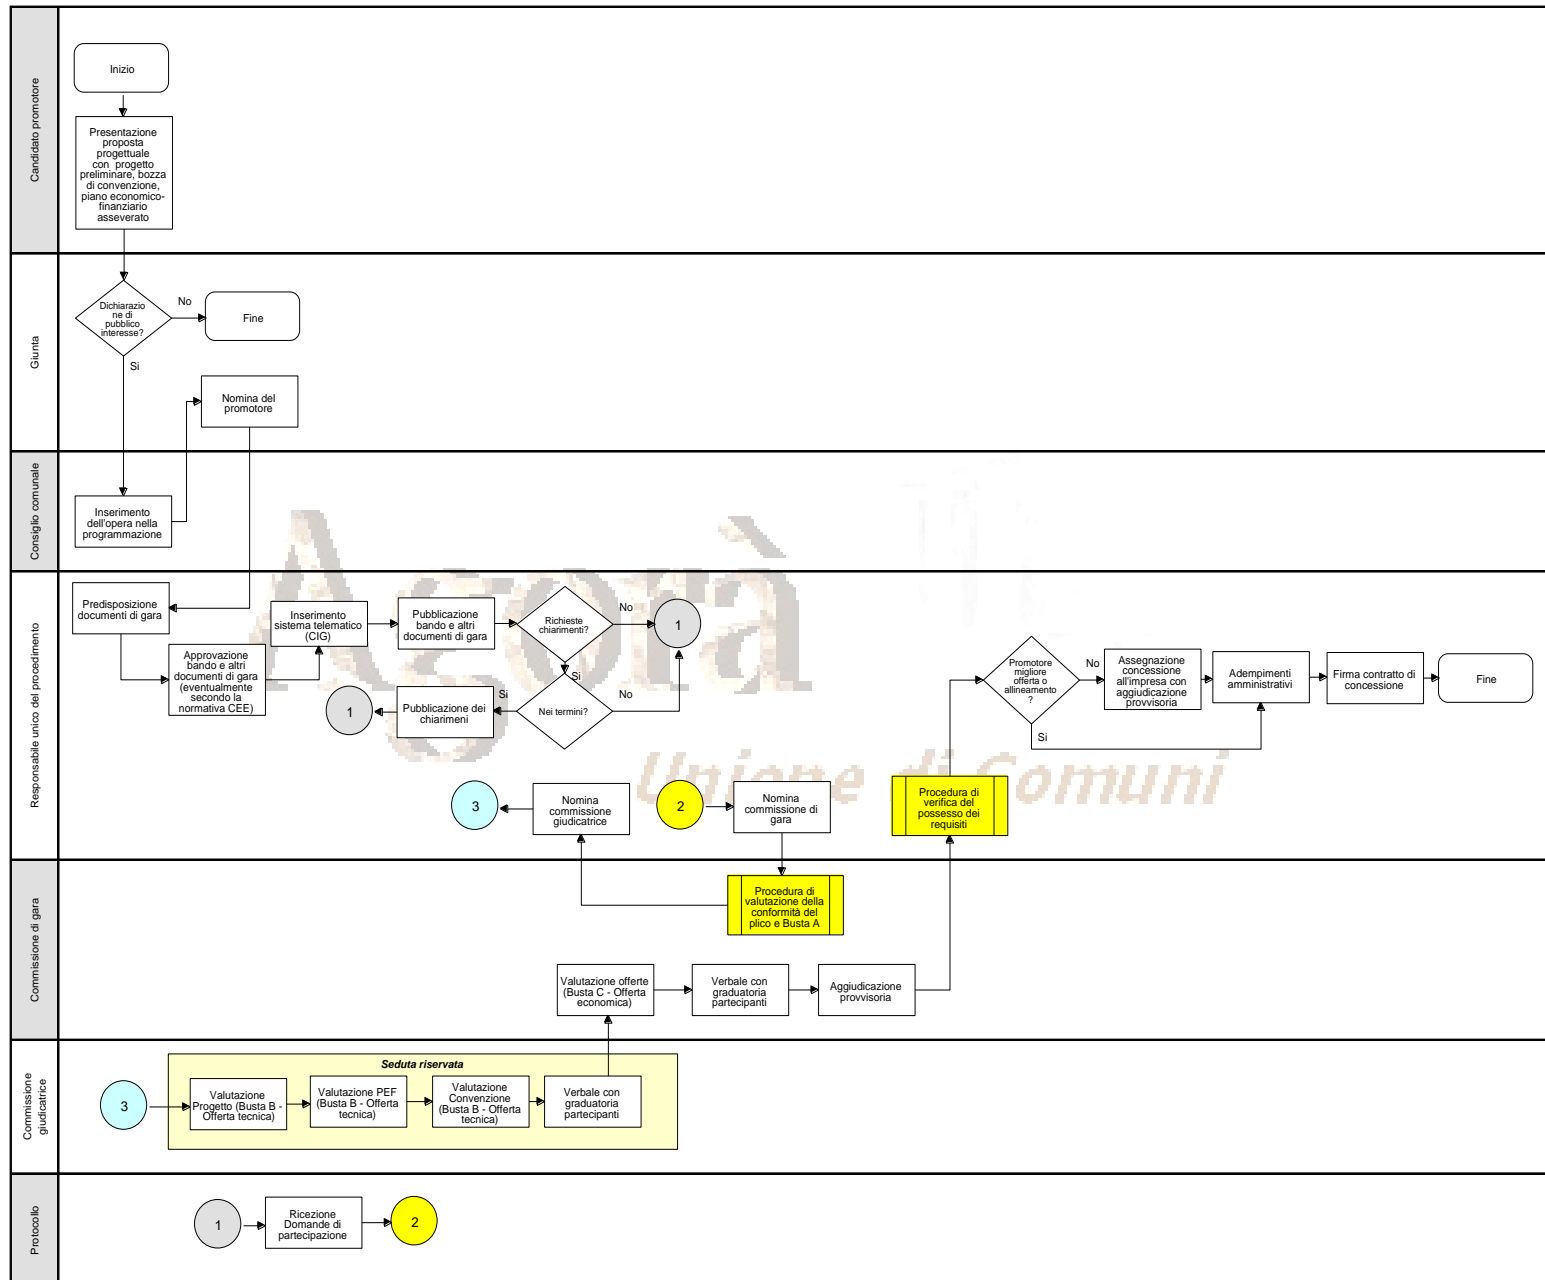 Candidato promotore
Inizio
Presentazione
proposta
progettuale
con progetto
preliminare, bozza
di convenzione,
piano economico-
finanziario
asseverato
Giunta
Dichiarazio
ne di
pubblico
interesse?
No
Fine
Si
Nomina del
promotore
Consiglio comunale
Inserimento
dell'opera nella
programmazione
Agorà
Unione di Comuni
Responsabile unico del procedimento
Predisposizione
documenti di gara
Approvazione
bando e altri
documenti di gara
(eventualmente
secondo la
normativa CEE)
Inserimento
sistema telematico
(CIG)
Pubblicazione
bando e altri
documenti di gara
Richieste
chiarimenti?
No
1
Si
Nei termini?
No
Si
Pubblicazione dei
chiarimeni
1
3
Nomina
commissione
giudicatrice
2
Nomina
commissione di
gara
Procedura di
verifica del
possesso dei
requisiti
Promotore
migliore
offerta o
allineamento
?
No
Si
Assegnazione
concessione
all'impresa con
aggiudicazione
provvisoria
Adempimenti
amministrativi
Firma contratto di
concessione
Fine
Commissione di gara
Procedura di
valutazione della
conformità del
plico e Busta A
Valutazione offerte
(Busta C - Offerta
economica)
Verbale con
graduatoria
partecipanti
Aggiudicazione
provvisoria
Commissione
giudicatrice
Seduta riservata
3
Valutazione
Progetto (Busta B -
Offerta tecnica)
Valutazione PEF
(Busta B - Offerta
tecnica)
Valutazione
Convenzione
(Busta B - Offerta
tecnica)
Verbale con
graduatoria
partecipanti
Protocollo
1
Ricezione
Domande di
partecipazione
2